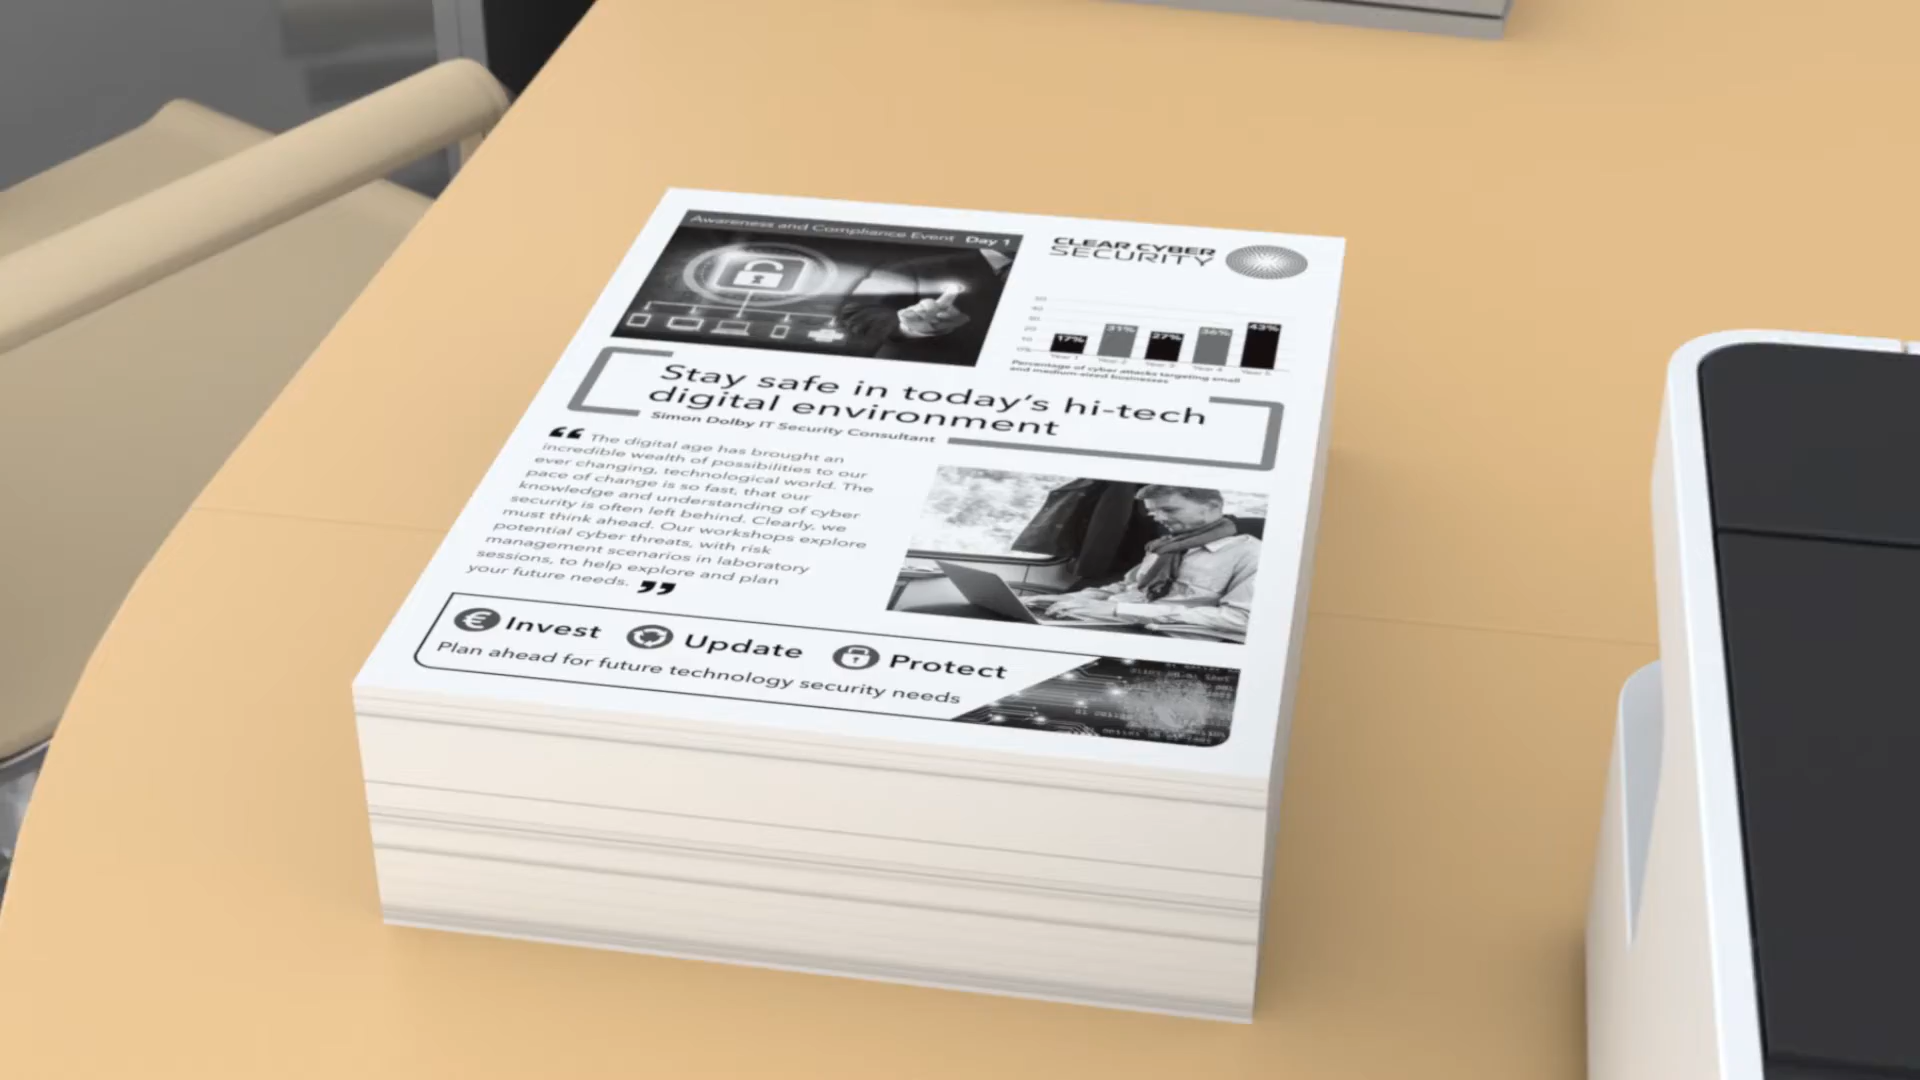 Awareness and Compliance Event Day 1
CLEAR CYBER
SECURITY
50
40
30
20
10
0%
17%
31%
27%
36%
43%
Year 1
Year 2
Year 3
Year 4
Year 5
Percentage of cyber attacks targeting small
and medium-sized businesses
Stay safe in today's hi-tech
digital environment
Simon Dolby IT Security Consultant
“ The digital age has brought an
incredible wealth of possibilities to our
ever changing, technological world. The
pace of change is so fast, that our
knowledge and understanding of cyber
security is often left behind. Clearly, we
must think ahead. Our workshops explore
potential cyber threats, with risk
management scenarios in laboratory
sessions, to help explore and plan
your future needs. ”
€ Invest Update Protect
Plan ahead for future technology security needs